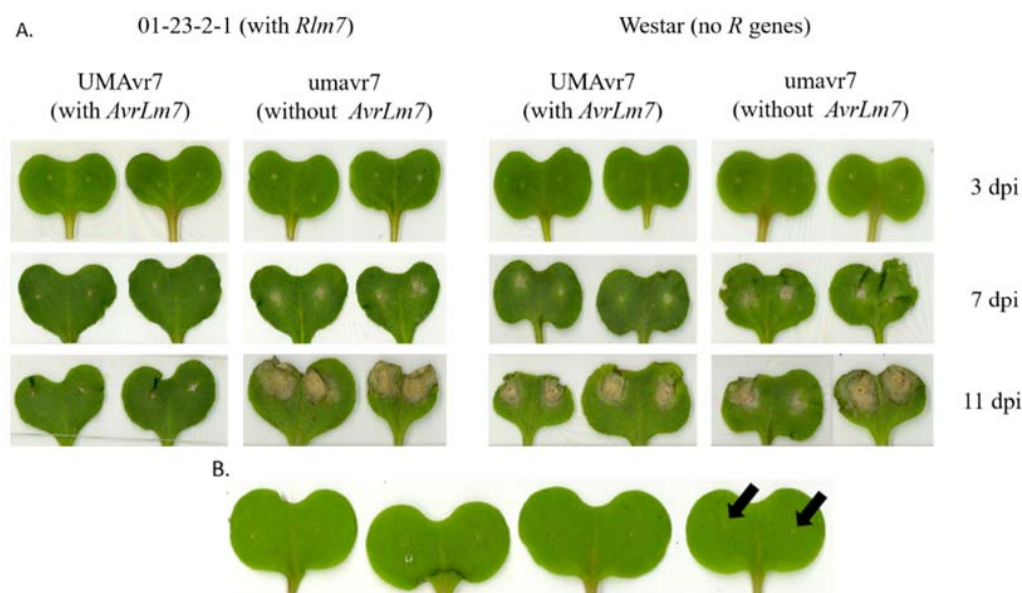 A.
01-23-2-1 (with Rlm7)
Westar (no R genes)
UMAvr7
(with AvrLm7)
umavr7
(without AvrLm7)
UMAvr7
(with AvrLm7)
umavr7
(without AvrLm7)
3 dpi
7 dpi
11 dpi
B.